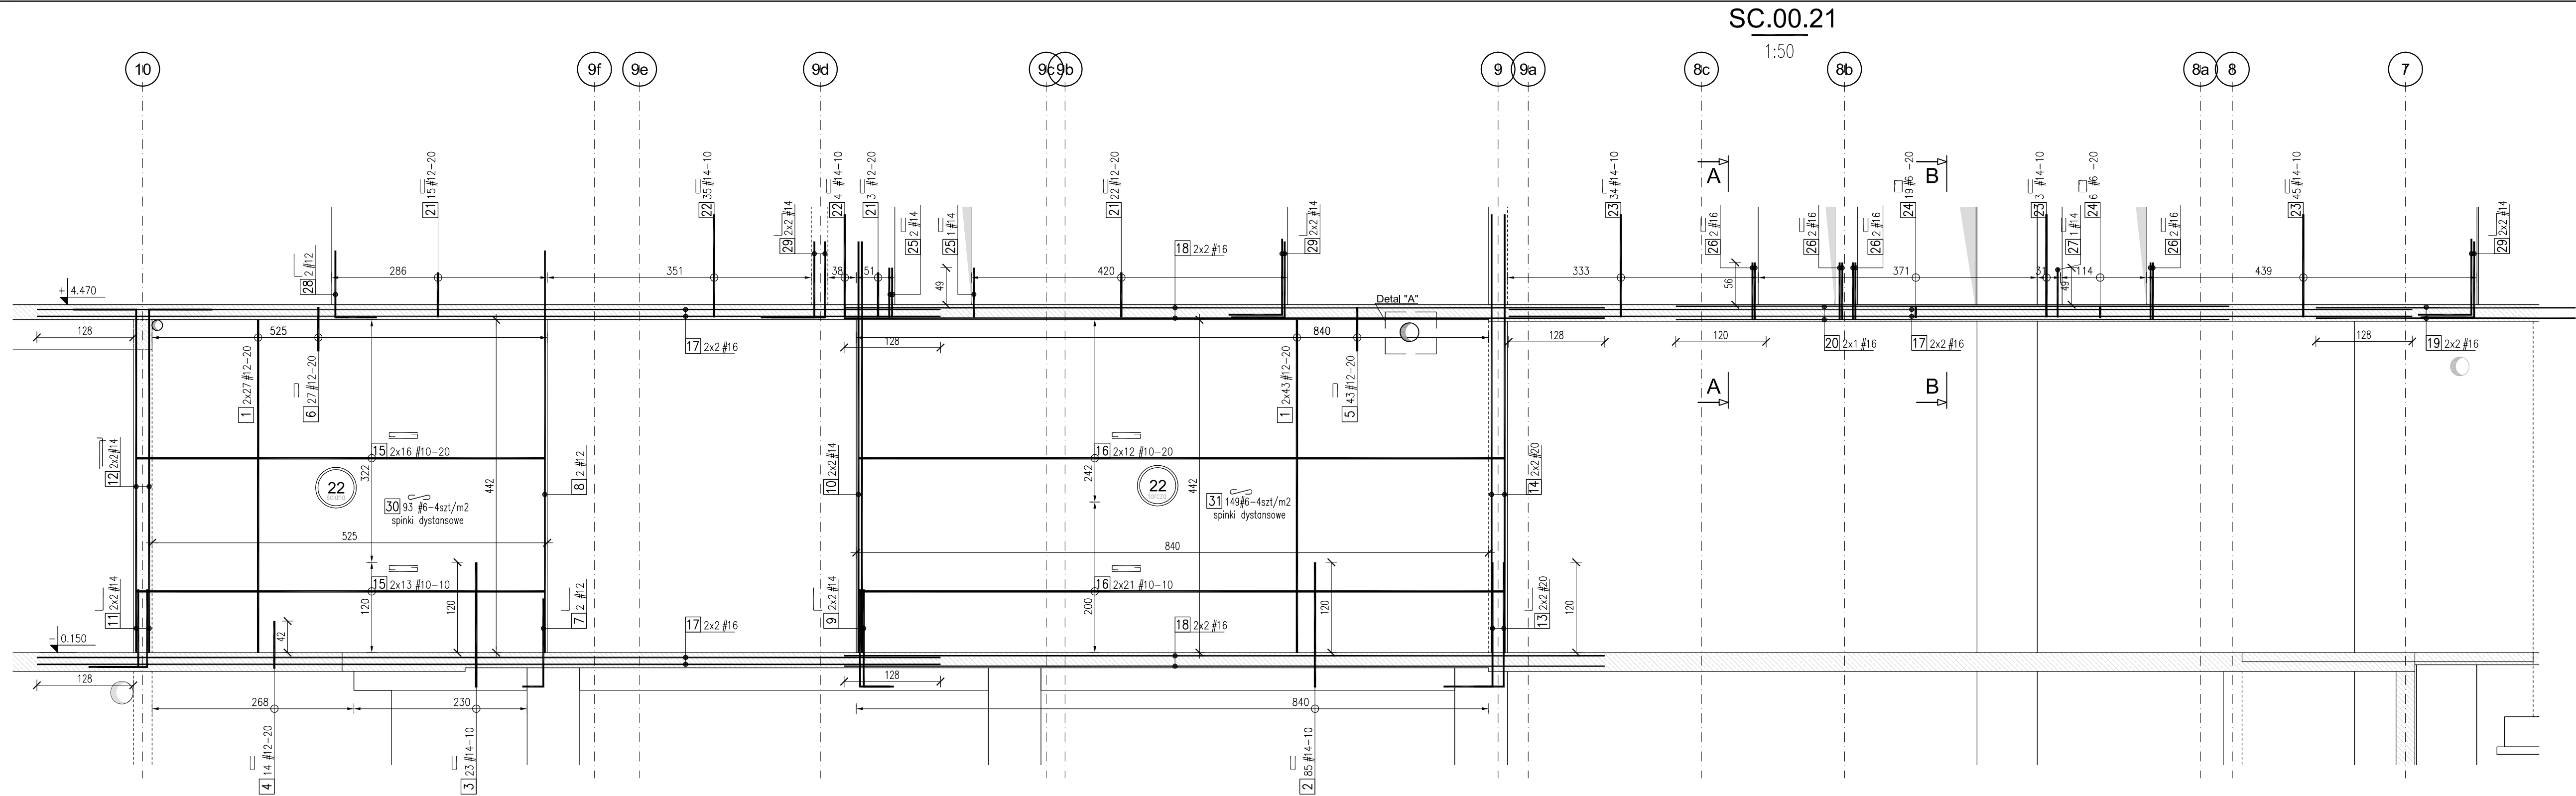 SC.00.21
1:50
10
9f
9e
9d
9c
9b
9
9a
8c
8b
8a
8
7
28 2 #12
21 15 #12-20
22 35 #14-10
29 2x2 #14
22 4 #14-10
21 3 #12-20
25 2 #14
25 1 #14
21 22 #12-20
18 2x2 #16
29 2x2 #14
23 34 #14-10
A
26 2 #16
26 2 #16
26 2 #16
24 19 #6 -20
B
23 3 #14-10
27 1 #14
24 6 #6 -20
26 2 #16
23 45 #14-10
29 2x2 #14
286
351
38
51
49
420
333
56
371
31
49
114
439
+ 4.470
Detal "A"
128
525
17 2x2 #16
128
840
128
120
20 2x1 #16
17 2x2 #16
128
19 2x2 #16
1 2x27 #12-20
6 27 #12-20
1 2x43 #12-20
5 43 #12-20
A
B
12 2x2 #14
15 2x16 #10-20
322
22
ściana
30 93 #6-4szt/m2
spinki dystansowe
442
8 2 #12
10 2x2 #14
16 2x12 #10-20
242
22
tarcza
442
31 149#6-4szt/m2
spinki dystansowe
14 2x2 #20
525
840
15 2x13 #10-10
16 2x21 #10-10
11 2x2 #14
120
120
7 2 #12
9 2x2 #14
200
120
13 2x2 #20
120
- 0.150
42
17 2x2 #16
18 2x2 #16
128
128
268
230
840
4 14 #12-20
3 23 #14-10
2 85 #14-10